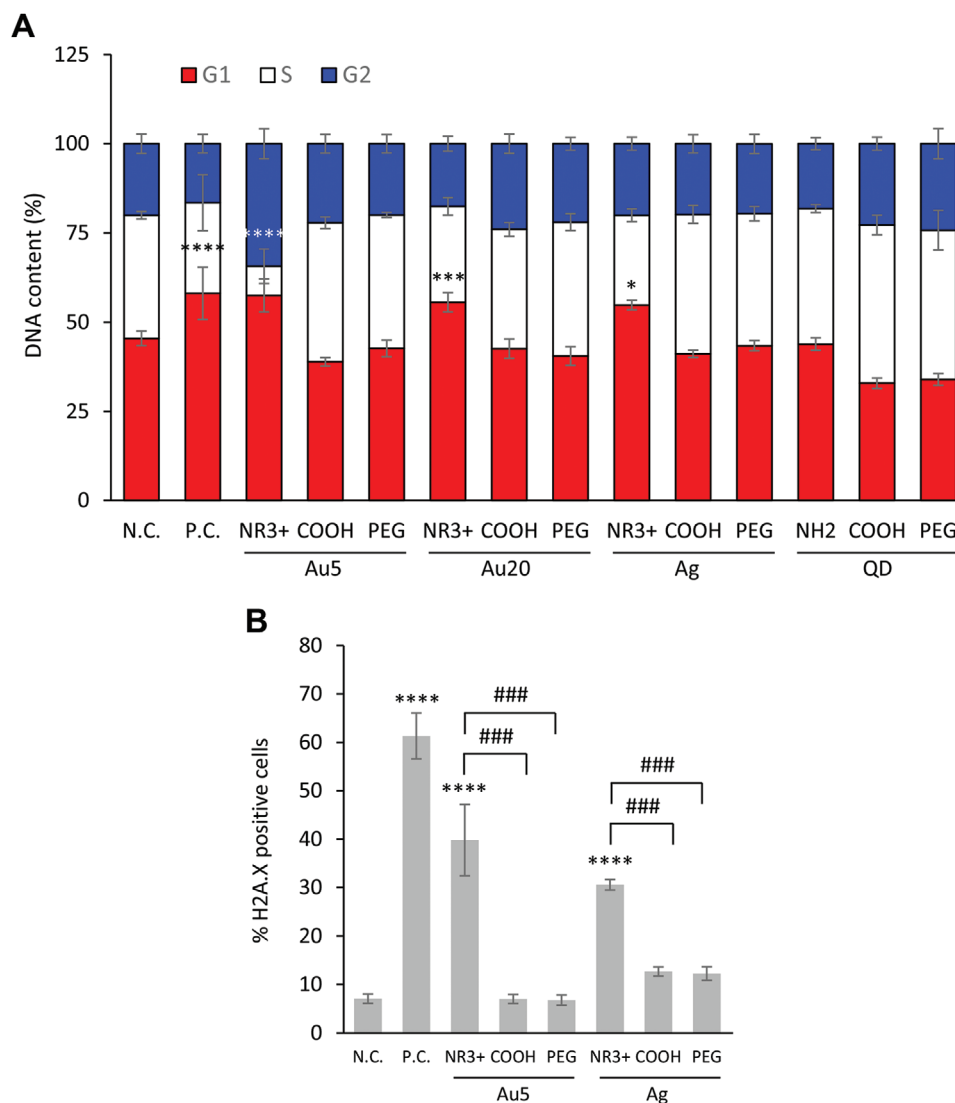 A
125
G1 S G2
100
75
50
25
0
DNA content (%)
**** **** *** *
N.C. P.C. NR3+ COOH PEG NR3+ COOH PEG NR3+ COOH PEG NH2 COOH PEG
Au5 Au20 Ag QD
B
80
70
60
50
40
30
20
10
0
% H2A.X positive cells
****
###
###
****
###
###
****
N.C. P.C. NR3+ COOH PEG NR3+ COOH PEG
Au5 Ag